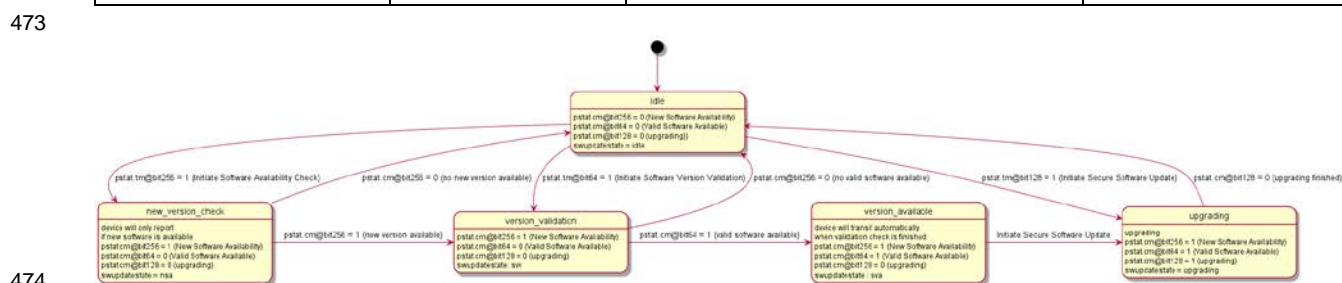 473
idle
pstat.cm@bit256 = 0 (New Software Availability)
pstat.cm@bit64 = 0 (Valid Software Available)
pstat.cm@bit128 = 0 (upgrading))
swupdatestate = idle
pstat.tm@bit256 = 1 (Initiate Software Availability Check)
pstat.cm@bit256 = 0 (no new version available)
pstat.tm@bit64 = 1 (Initiate Software Version Validation)
pstat.cm@bit256 = 0 (no valid software available)
pstat.tm@bit128 = 1 (Initiate Secure Software Update)
pstat.cm@bit128 = 0 (upgrading finished)
new_version_check
device will only report
if new software is available
pstat.cm@bit256 = 1 (New Software Availability)
pstat.cm@bit64 = 0 (Valid Software Available)
pstat.cm@bit128 = 0 (upgrading)
swupdatestate = nsa
pstat.cm@bit256 = 1 (new version available)
version_validation
pstat.cm@bit256 = 1 (New Software Availability)
pstat.cm@bit64 = 0 (Valid Software Available)
pstat.cm@bit128 = 0 (upgrading)
swupdatestate: svv
pstat.cm@bit64 = 1 (valid software available)
version_available
device will transit automatically
when validation check is finished
pstat.cm@bit256 = 1 (New Software Availability)
pstat.cm@bit64 = 1 (Valid Software Available)
pstat.cm@bit128 = 0 (upgrading)
swupdatestate : sva
Initiate Secure Software Update
upgrading
upgrading
pstat.cm@bit256 = 1 (New Software Availability)
pstat.cm@bit64 = 1 (Valid Software Available)
pstat.cm@bit128 = 1 (upgrading)
swupdatestate = upgrading
474